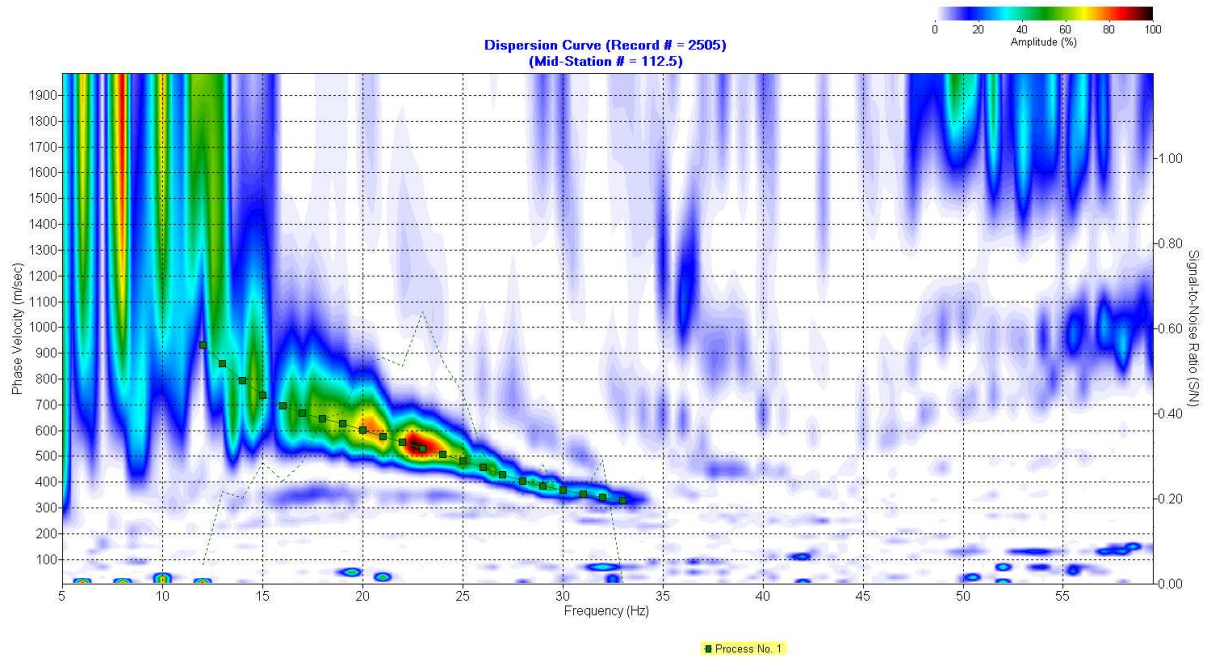 0 20 40 60 80 100
Amplitude (%)
Dispersion Curve (Record # = 2505)
(Mid-Station # = 112.5)
1900
1800
1700
1600
1500
1400
1300
1200
1100
1000
900
800
700
600
500
400
300
200
100
Phase Velocity (m/sec)
1.00
0.80
0.60
0.40
0.20
0.00
Signal-to-Noise Ratio (S/N)
5 10 15 20 25 30 35 40 45 50 55
Frequency (Hz)
Process No. 1